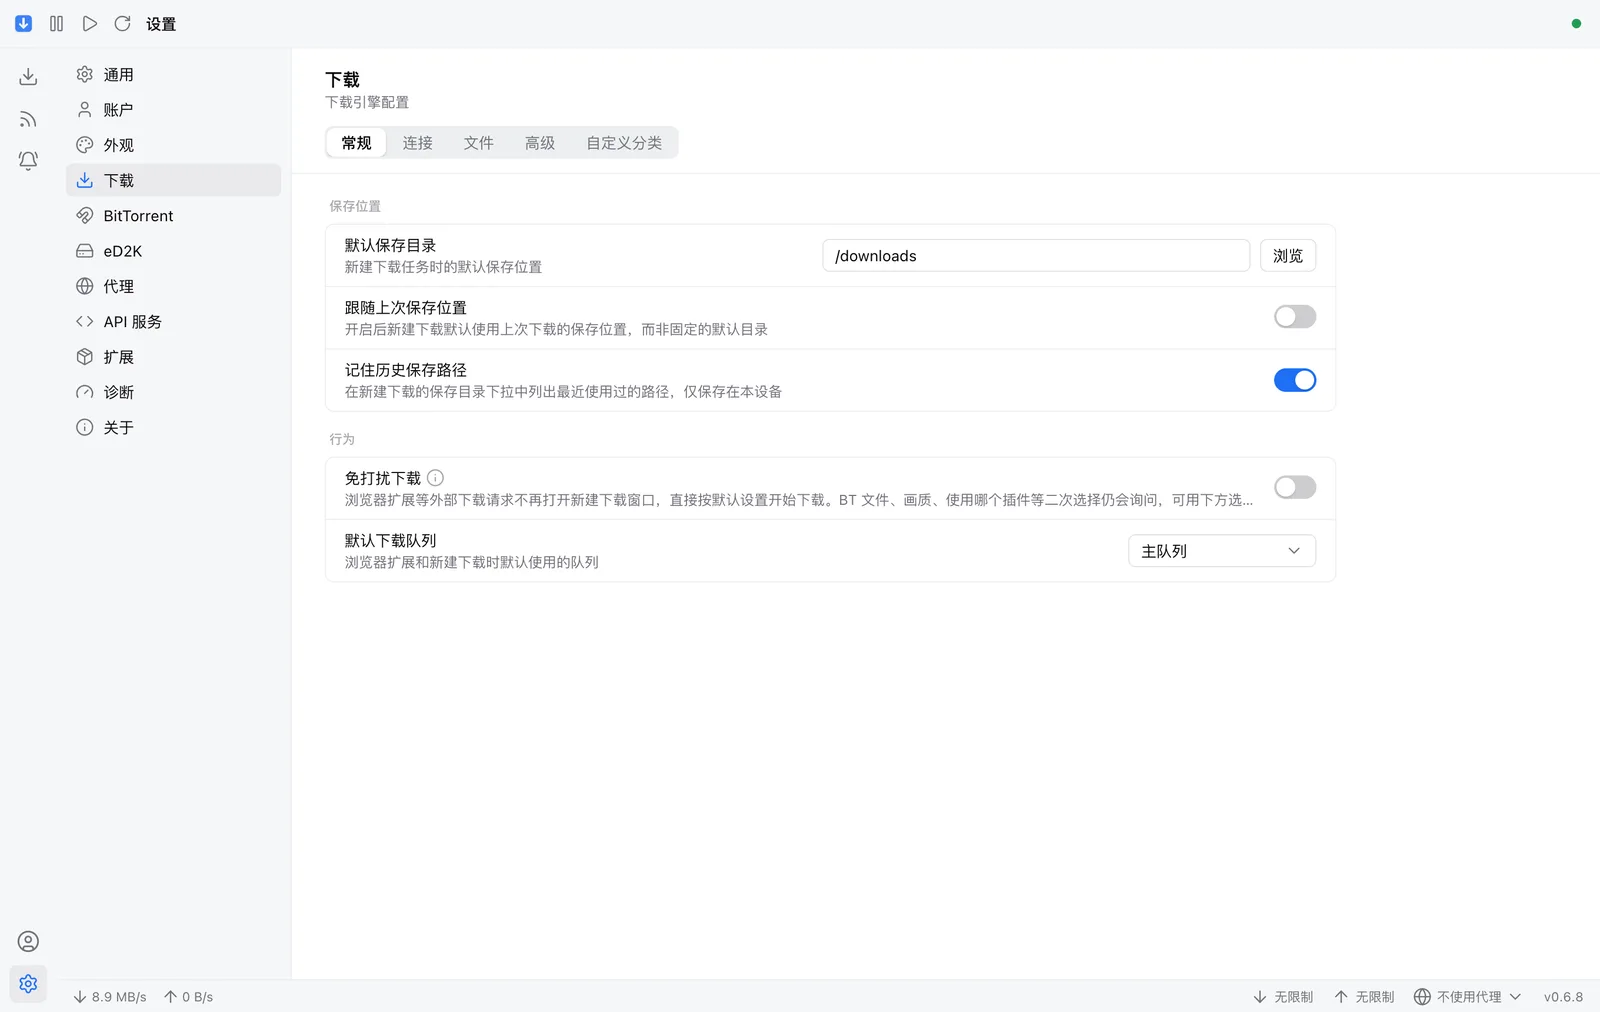 设置
通用
账户
外观
下载
BitTorrent
eD2K
代理
API 服务
扩展
诊断
关于
下载
下载引擎配置
常规 连接 文件 高级 自定义分类
保存位置
默认保存目录
新建下载任务时的默认保存位置
/downloads 浏览
跟随上次保存位置
开启后新建下载默认使用上次下载的保存位置，而非固定的默认目录
记住历史保存路径
在新建下载的保存目录下拉中列出最近使用过的路径，仅保存在本设备
行为
免打扰下载
浏览器扩展等外部下载请求不再打开新建下载窗口，直接按默认设置开始下载。BT 文件、画质、使用哪个插件等二次选择仍会询问，可用下方选...
默认下载队列
浏览器扩展和新建下载时默认使用的队列
主队列
8.9 MB/s 0 B/s 无限制 无限制 不使用代理 v0.6.8